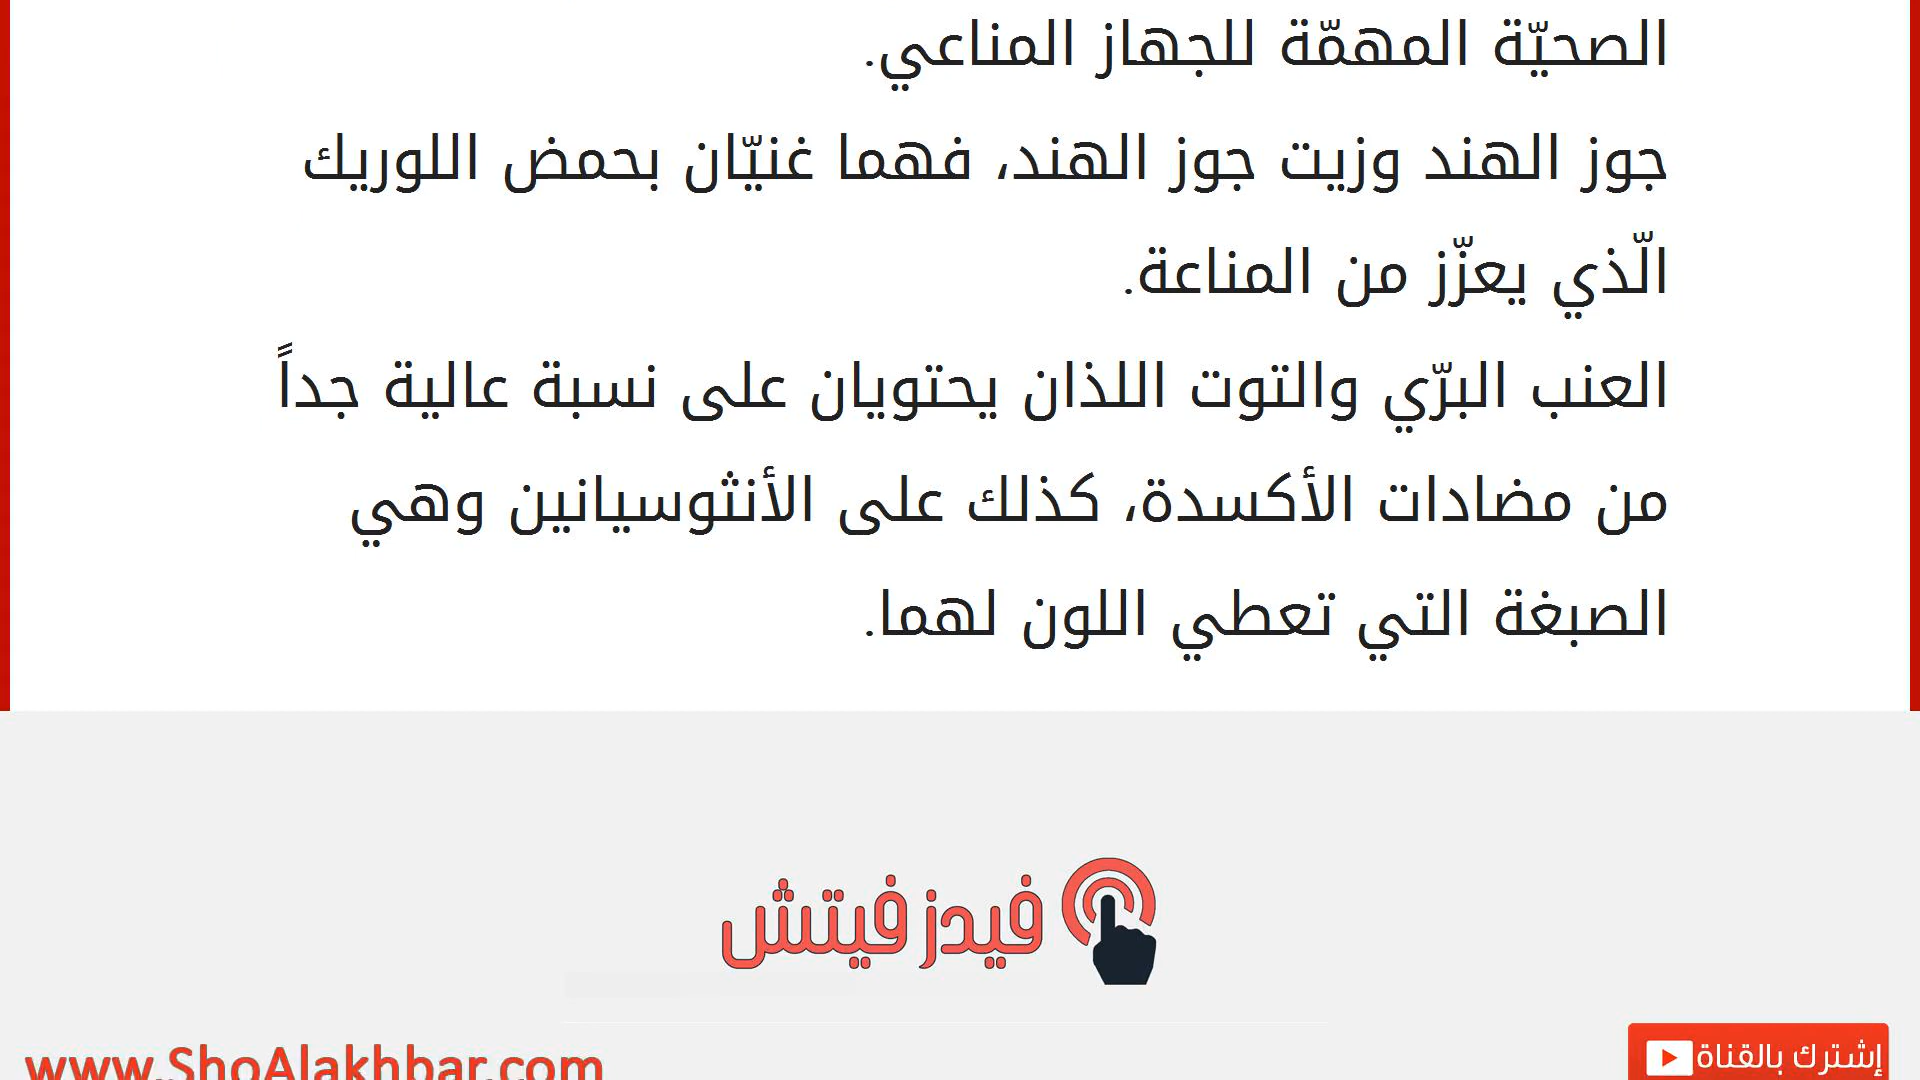 الصحيّة المهمّة للجهاز المناعي.
جوز الهند وزيت جوز الهند، فهما غنيّان بحمض اللوريك
الّذي يعزّز من المناعة.
العنب البرّي والتوت اللذان يحتويان على نسبة عالية جداً
من مضادات الأكسدة، كذلك على الأنثوسيانين وهي
الصبغة التي تعطي اللون لهما.
فيدز فيتش
www.ShoAlakhbar.com
إشترك بالقناة